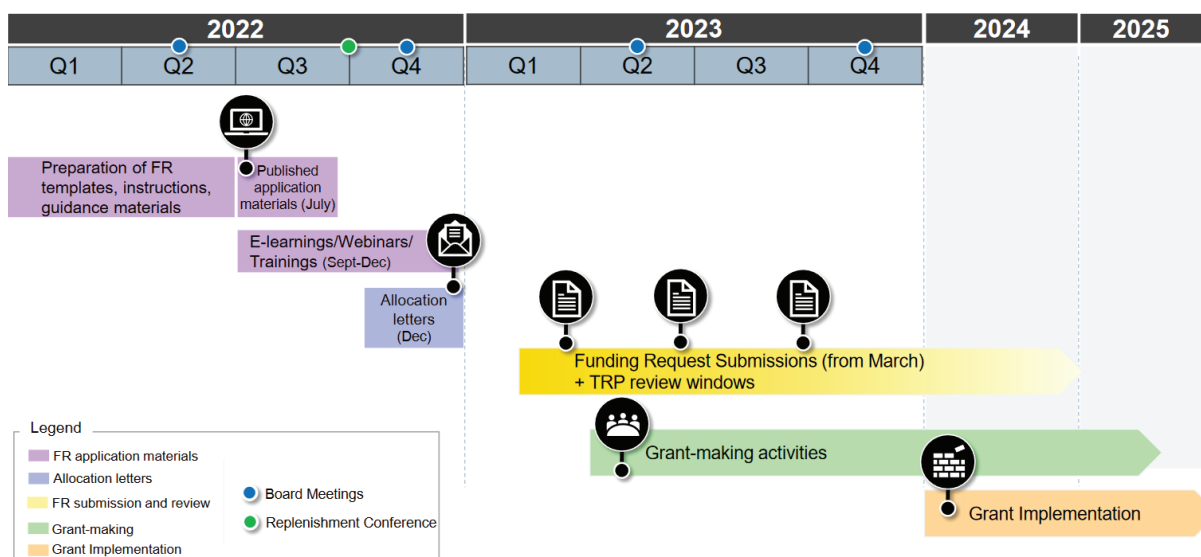 2022
2023
2024
2025
Q1
Q2
Q3
Q4
Q1
Q2
Q3
Q4
Preparation of FR
templates, instructions,
guidance materials
Published
application
materials (July)
E-learnings/Webinars/
Trainings (Sept-Dec)
Allocation
letters
(Dec)
Funding Request Submissions (from March)
+ TRP review windows
Grant-making activities
Grant Implementation
Legend
FR application materials
Allocation letters
FR submission and review
Grant-making
Grant Implementation
Board Meetings
Replenishment Conference